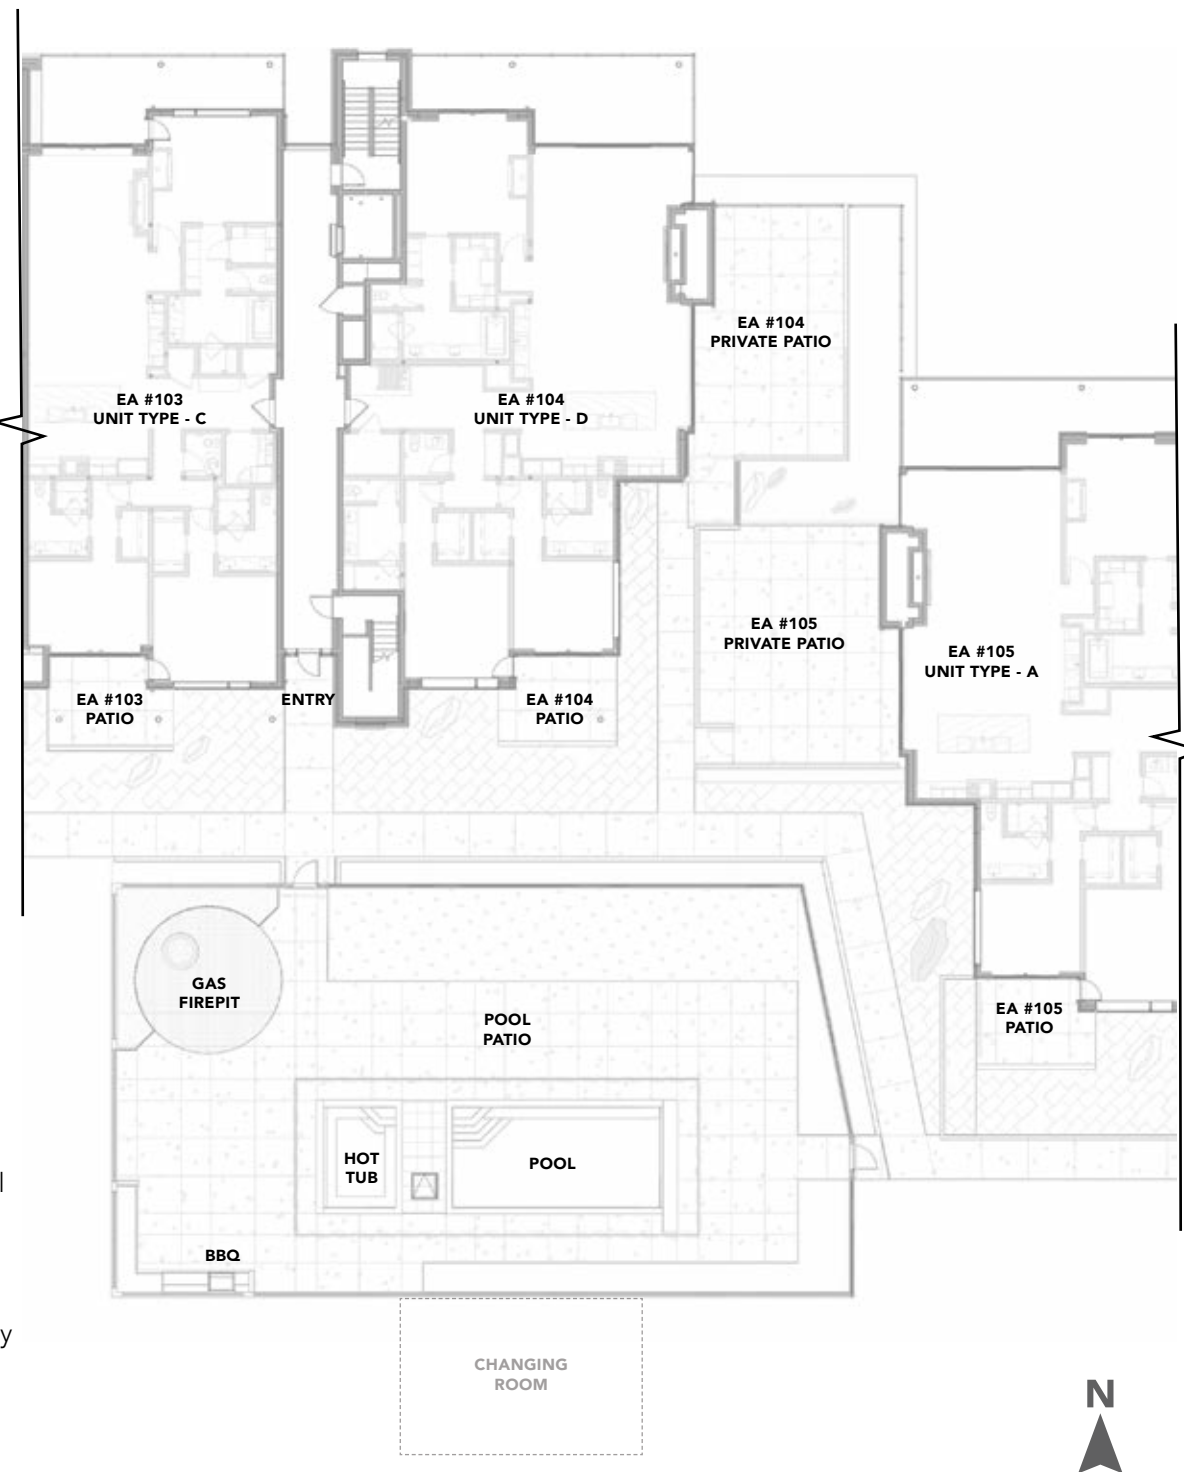 EA #104
PRIVATE PATIO
EA #103
UNIT TYPE - C
EA #104
UNIT TYPE - D
EA #105
PRIVATE PATIO
EA #105
UNIT TYPE - A
EA #103
PATIO
ENTRY
EA #104
PATIO
GAS
FIREPIT
POOL
PATIO
EA #105
PATIO
HOT
TUB
POOL
l
BBQ
y
CHANGING
ROOM
N